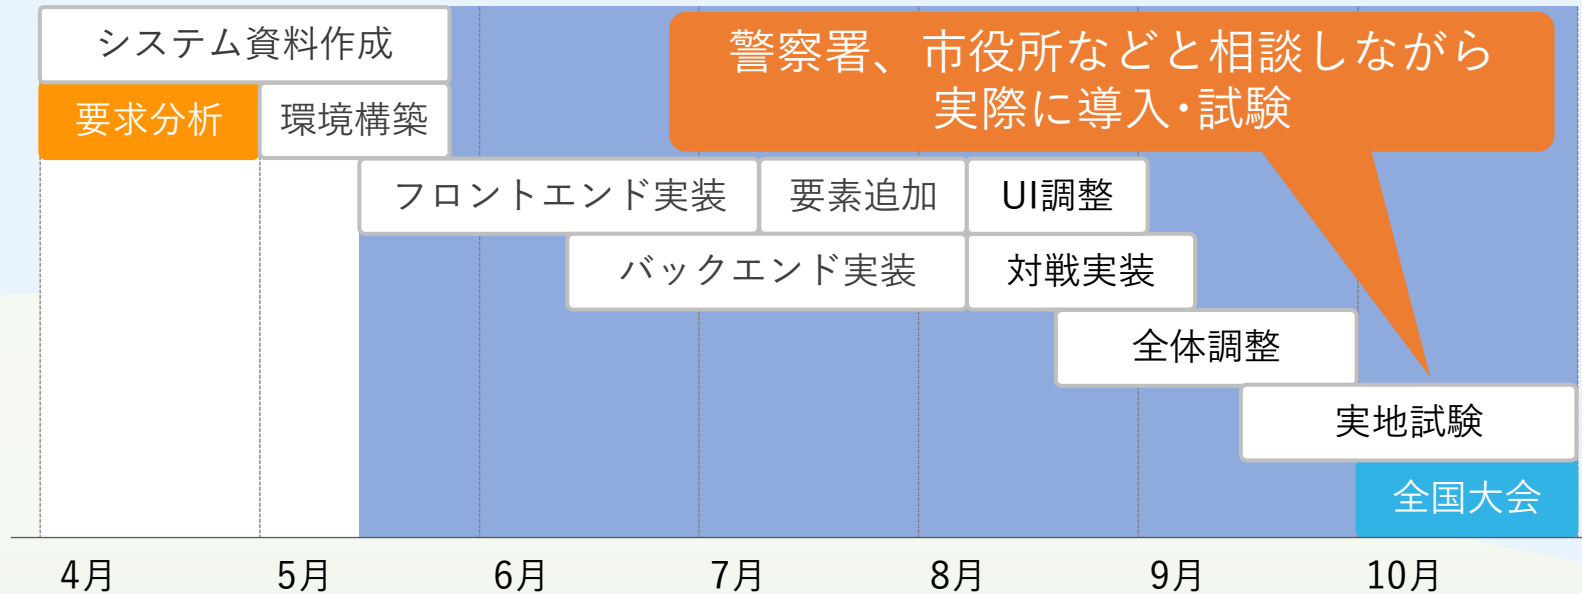 システム資料作成
警察署、市役所などと相談しながら
実際に導入･試験
要求分析
環境構築
フロントエンド実装
要素追加
UI調整
バックエンド実装
対戦実装
全体調整
実地試験
全国大会
4月
5月
6月
7月
8月
9月
10月